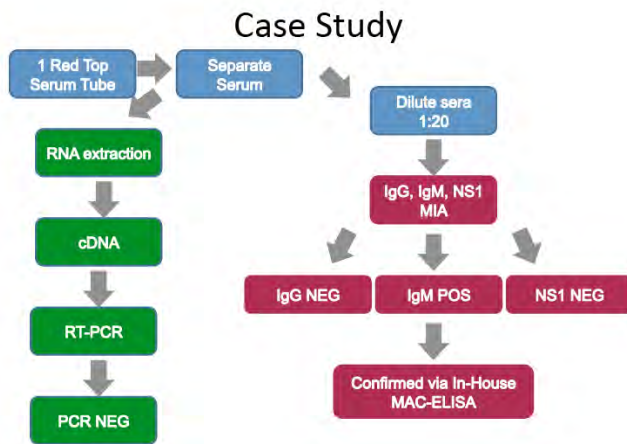 Case Study
1 Red Top
Serum Tube
Separate
Serum
Dilute sera
1:20
RNA extraction
IgG, IgM, NS1
MIA
cDNA
IgG NEG
IgM POS
NS1 NEG
RT-PCR
Confirmed via In-House
MAC-ELISA
PCR NEG